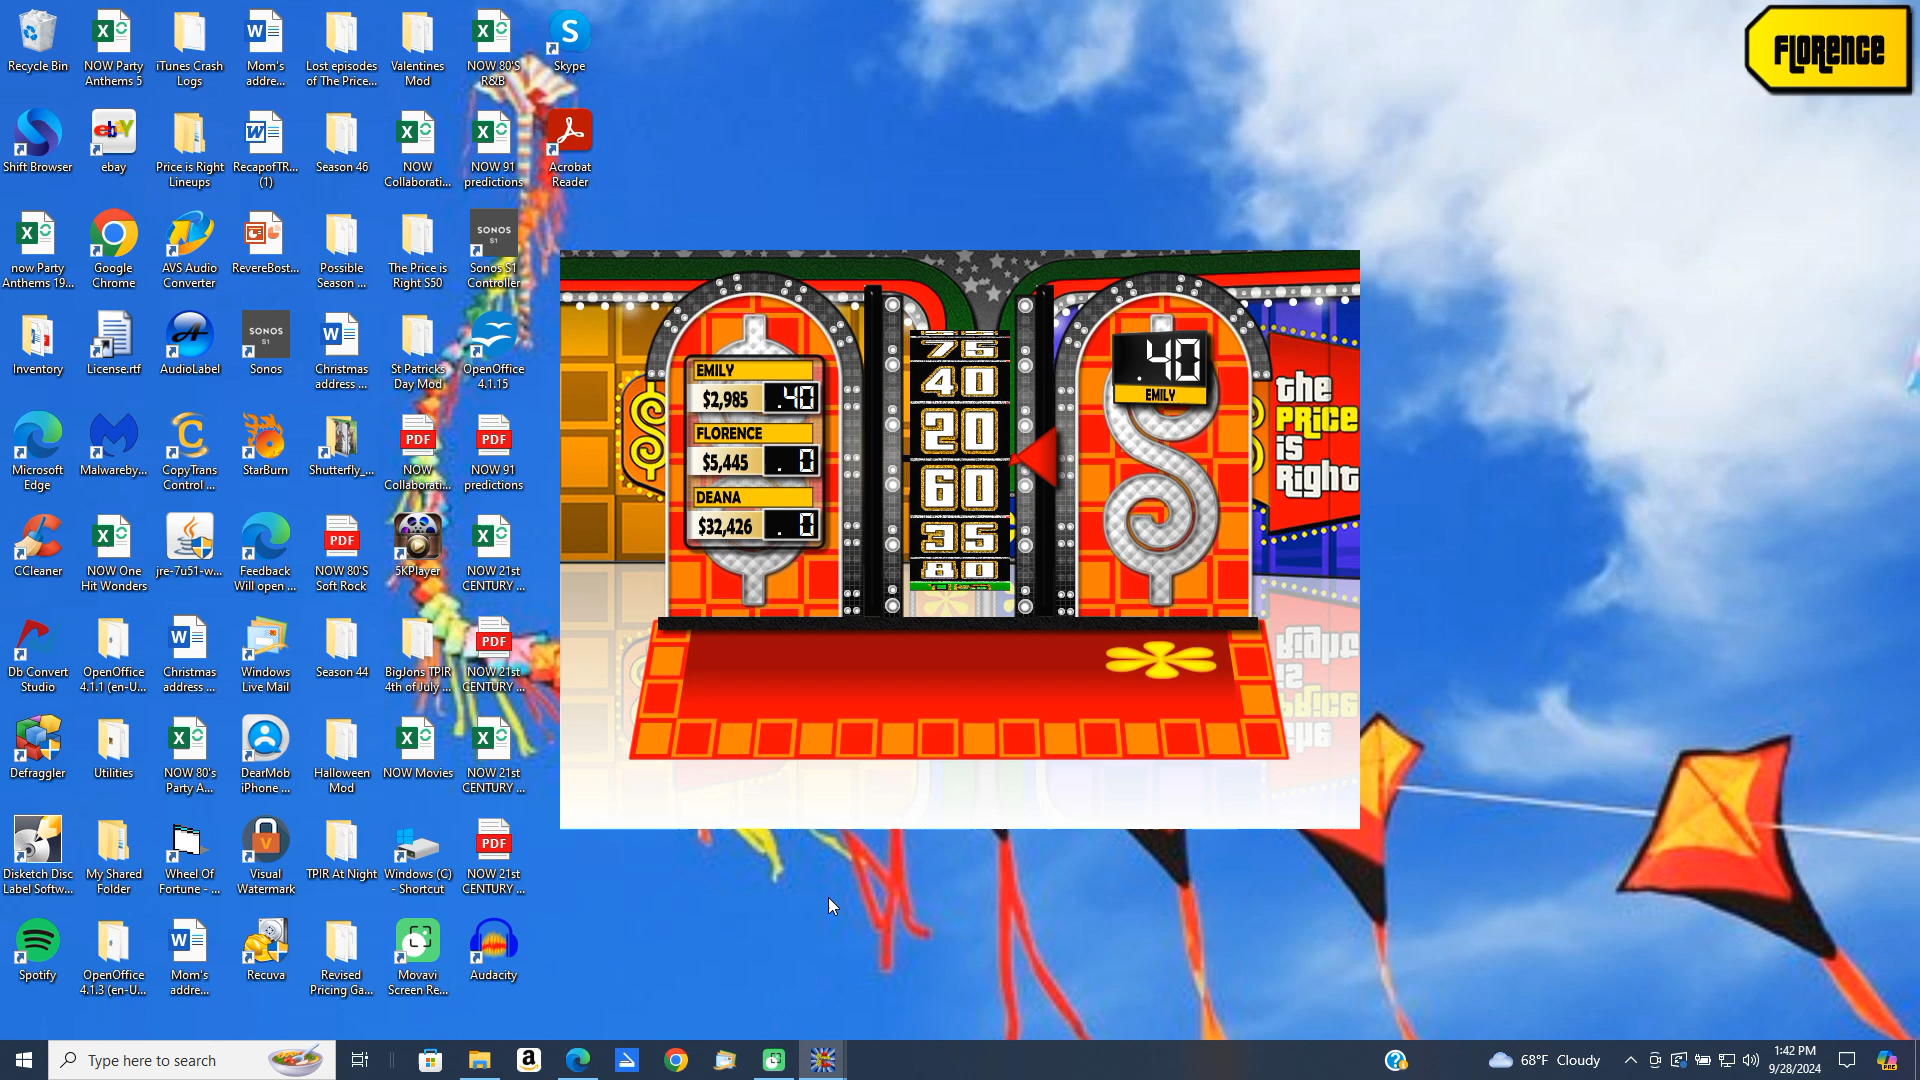 Recycle Bin
NOW Party
Anthems 5
iTunes Crash
Logs
Mom's
addre...
Lost episodes
of The Price...
Valentines
Mod
NOW 80'S
R&B
Skype
FLORENCE
Shift Browser
ebay
Price is Right
Lineups
RecapofTR...
(1)
Season 46
NOW
Collaborati...
NOW 91
predictions
Acrobat
Reader
now Party
Anthems 19...
Google
Chrome
AVS Audio
Converter
RevereBost...
Possible
Season ...
The Price is
Right S50
SONOS
S1
Sonos S1
Controller
Inventory
License.rtf
AudioLabel
SONOS
S1
Sonos
Christmas
address ...
St Patricks
Day Mod
OpenOffice
4.1.15
Microsoft
Edge
Malwareby...
CopyTrans
Control ...
StarBurn
Shutterfly_...
PDF
NOW
Collaborati...
PDF
NOW 91
predictions
CCleaner
NOW One
Hit Wonders
jre-7u51-w...
Feedback
Will open ...
PDF
NOW 80'S
Soft Rock
5KPlayer
NOW 21st
CENTURY ...
Db Convert
Studio
OpenOffice
4.1.1 (en-U...
Christmas
address ...
Windows
Live Mail
Season 44
BigJons TPIR
4th of July ...
PDF
NOW 21st
CENTURY ...
Defraggler
Utilities
NOW 80's
Party A...
DearMob
iPhone ...
Halloween
Mod
NOW Movies
NOW 21st
CENTURY ...
Disketch Disc
Label Softw...
My Shared
Folder
Wheel Of
Fortune - ...
Visual
Watermark
TPIR At Night
Windows (C)
- Shortcut
PDF
NOW 21st
CENTURY ...
Spotify
OpenOffice
4.1.3 (en-U...
Mom's
addre...
Recuva
Revised
Pricing Ga...
Movavi
Screen Re...
Audacity
EMILY
$2,985 .40
FLORENCE
$5,445 . 0
DEANA
$32,426 . 0
75
40
20
60
35
80
.40
EMILY
the
PRICE
is
Right
Type here to search
68°F Cloudy
1:42 PM
9/28/2024